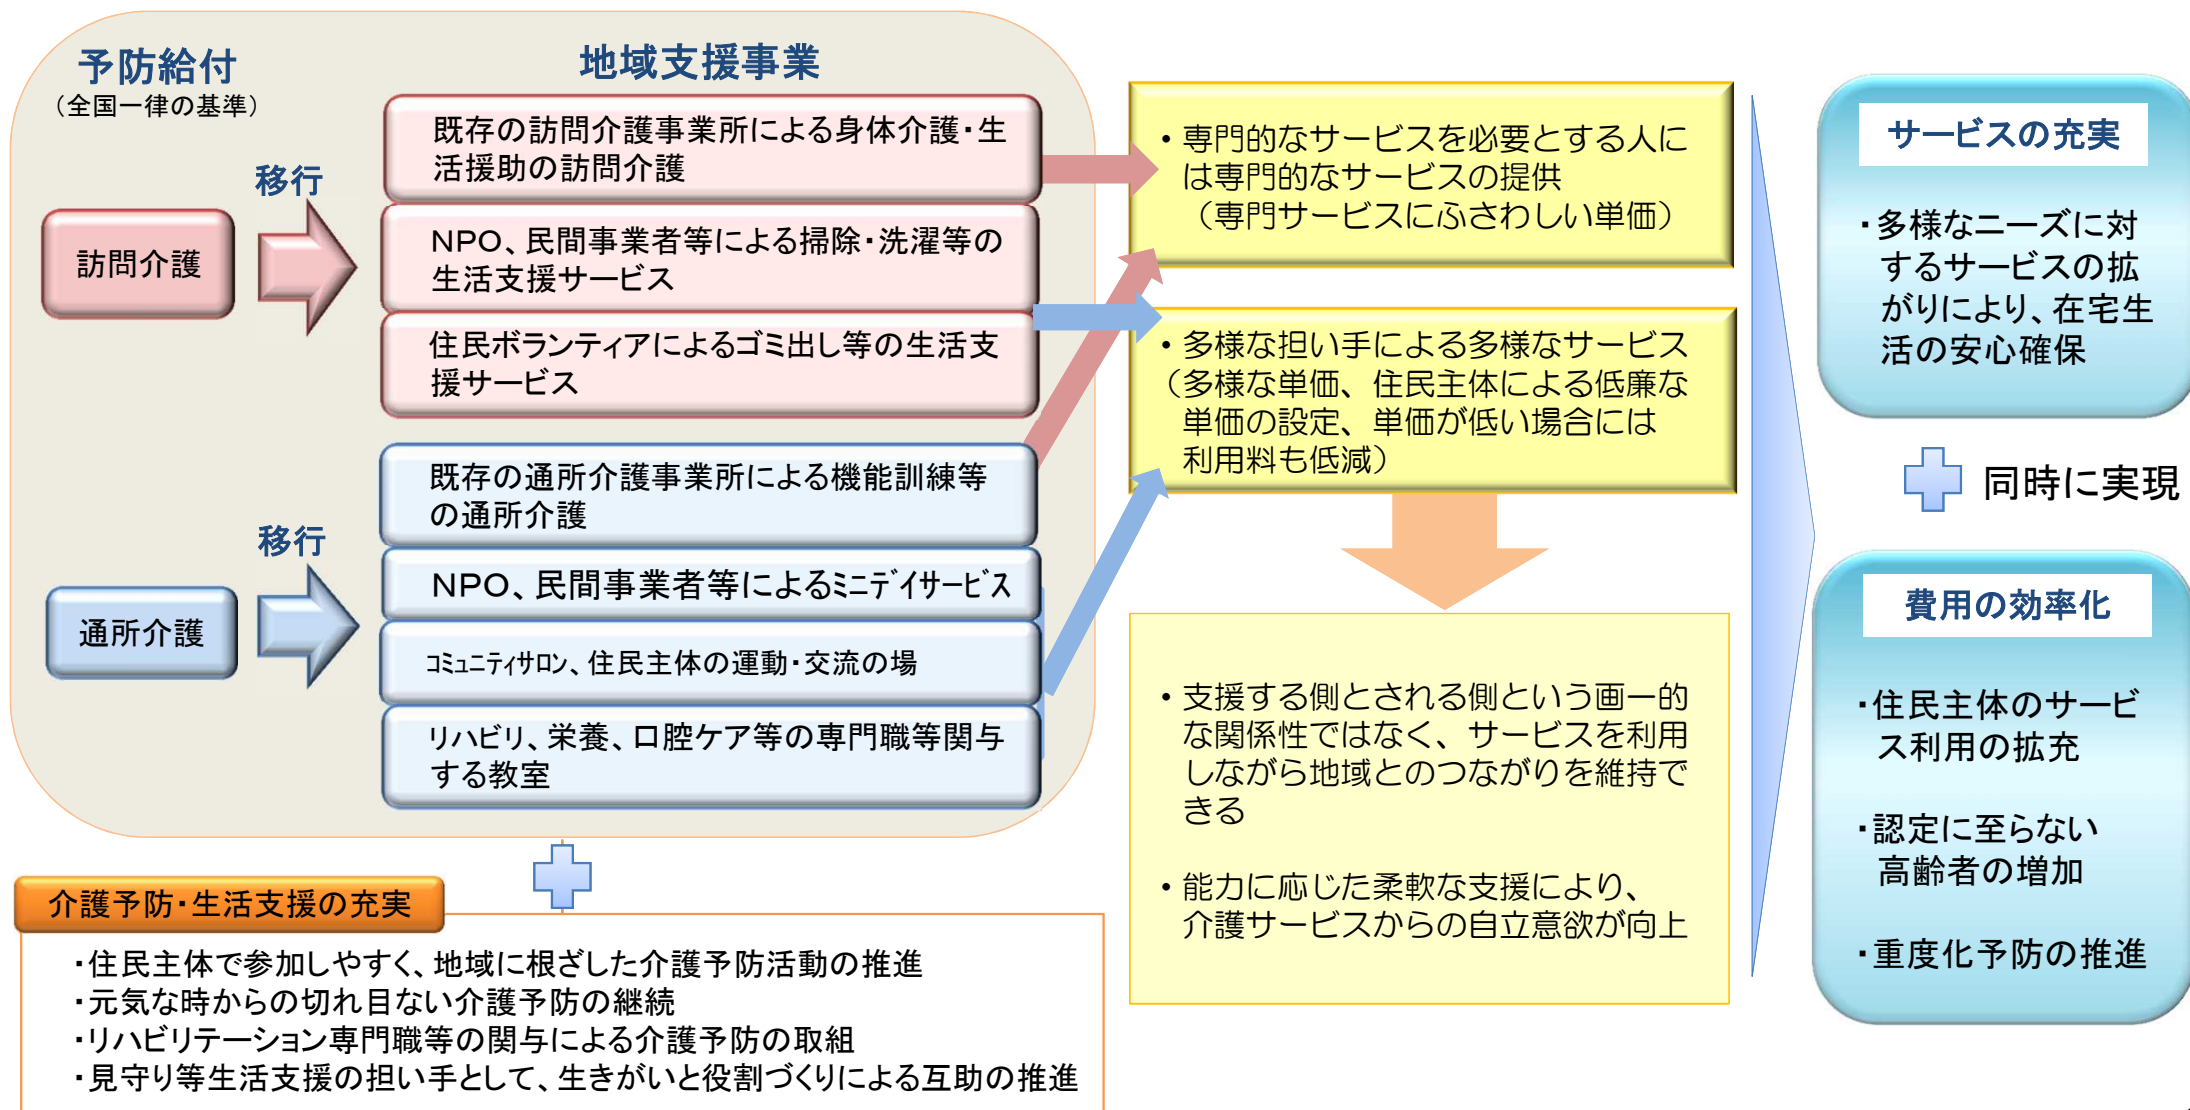 予防給付
（全国一律の基準）
地域支援事業
移行
訪問介護
既存の訪問介護事業所による身体介護・生
活援助の訪問介護
NPO、民間事業者等による掃除・洗濯等の
生活支援サービス
住民ボランティアによるゴミ出し等の生活支
援サービス
移行
通所介護
既存の通所介護事業所による機能訓練等
の通所介護
NPO、民間事業者等によるﾐﾆﾃﾞｲｻｰﾋﾞｽ
ｺﾐｭﾆﾃｨｻﾛﾝ、住民主体の運動・交流の場
リハビリ、栄養、口腔ケア等の専門職等関与
する教室
介護予防・生活支援の充実
・住民主体で参加しやすく、地域に根ざした介護予防活動の推進
・元気な時からの切れ目ない介護予防の継続
・リハビリテーション専門職等の関与による介護予防の取組
・見守り等生活支援の担い手として、生きがいと役割づくりによる互助の推進
・専門的なサービスを必要とする人に
は専門的なサービスの提供
（専門サービスにふさわしい単価）
・多様な担い手による多様なサービス
（多様な単価、住民主体による低廉な
単価の設定、単価が低い場合には
利用料も低減）
・支援する側とされる側という画一的
な関係性ではなく、サービスを利用
しながら地域とのつながりを維持で
きる
・能力に応じた柔軟な支援により、
介護サービスからの自立意欲が向上
サービスの充実
・多様なニーズに対
するサービスの拡
がりにより、在宅生
活の安心確保
同時に実現
費用の効率化
・住民主体のサービ
ス利用の拡充
・認定に至らない
高齢者の増加
・重度化予防の推進